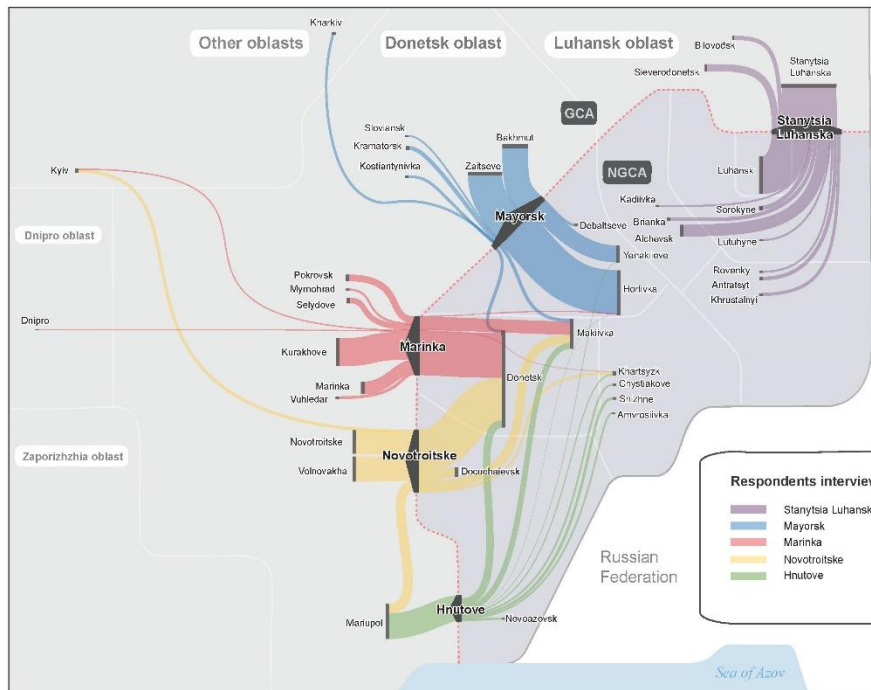 Kharkiv
Other oblasts
Donetsk oblast
Luhansk oblast
Bilovodsk
Sieverodonetsk
Stanytsia
Luhanska
GCA
Stanytsia
Luhanska
Sloviansk
Bakhmut
Kramatorsk
Zaitseve
Kostiantynivka
NGCA
Luhansk
Kyiv
Kadiivka
Sorokyne
Mayorsk
Brianka
Debaltseve
Alchevsk
Lutuhyne
Dnipro oblast
Yenakiieve
Pokrovsk
Myrnohrad
Selydove
Horlivka
Rovenky
Antratsyt
Khrustalnyi
Dnipro
Makiivka
Marinka
Kurakhove
Donetsk
Khartsyzk
Marinka
Chystiakove
Vuhledar
Snizhne
Amvrosiivka
Novotroitske
Zaporizhzhia oblast
Novotroitske
Volnovakha
Docuchaievsk
Respondents interview
Stanytsia Luhansk
Mayorsk
Marinka
Novotroitske
Hnutove
Russian
Federation
Hnutove
Mariupol
Novoazovsk
Sea of Azov